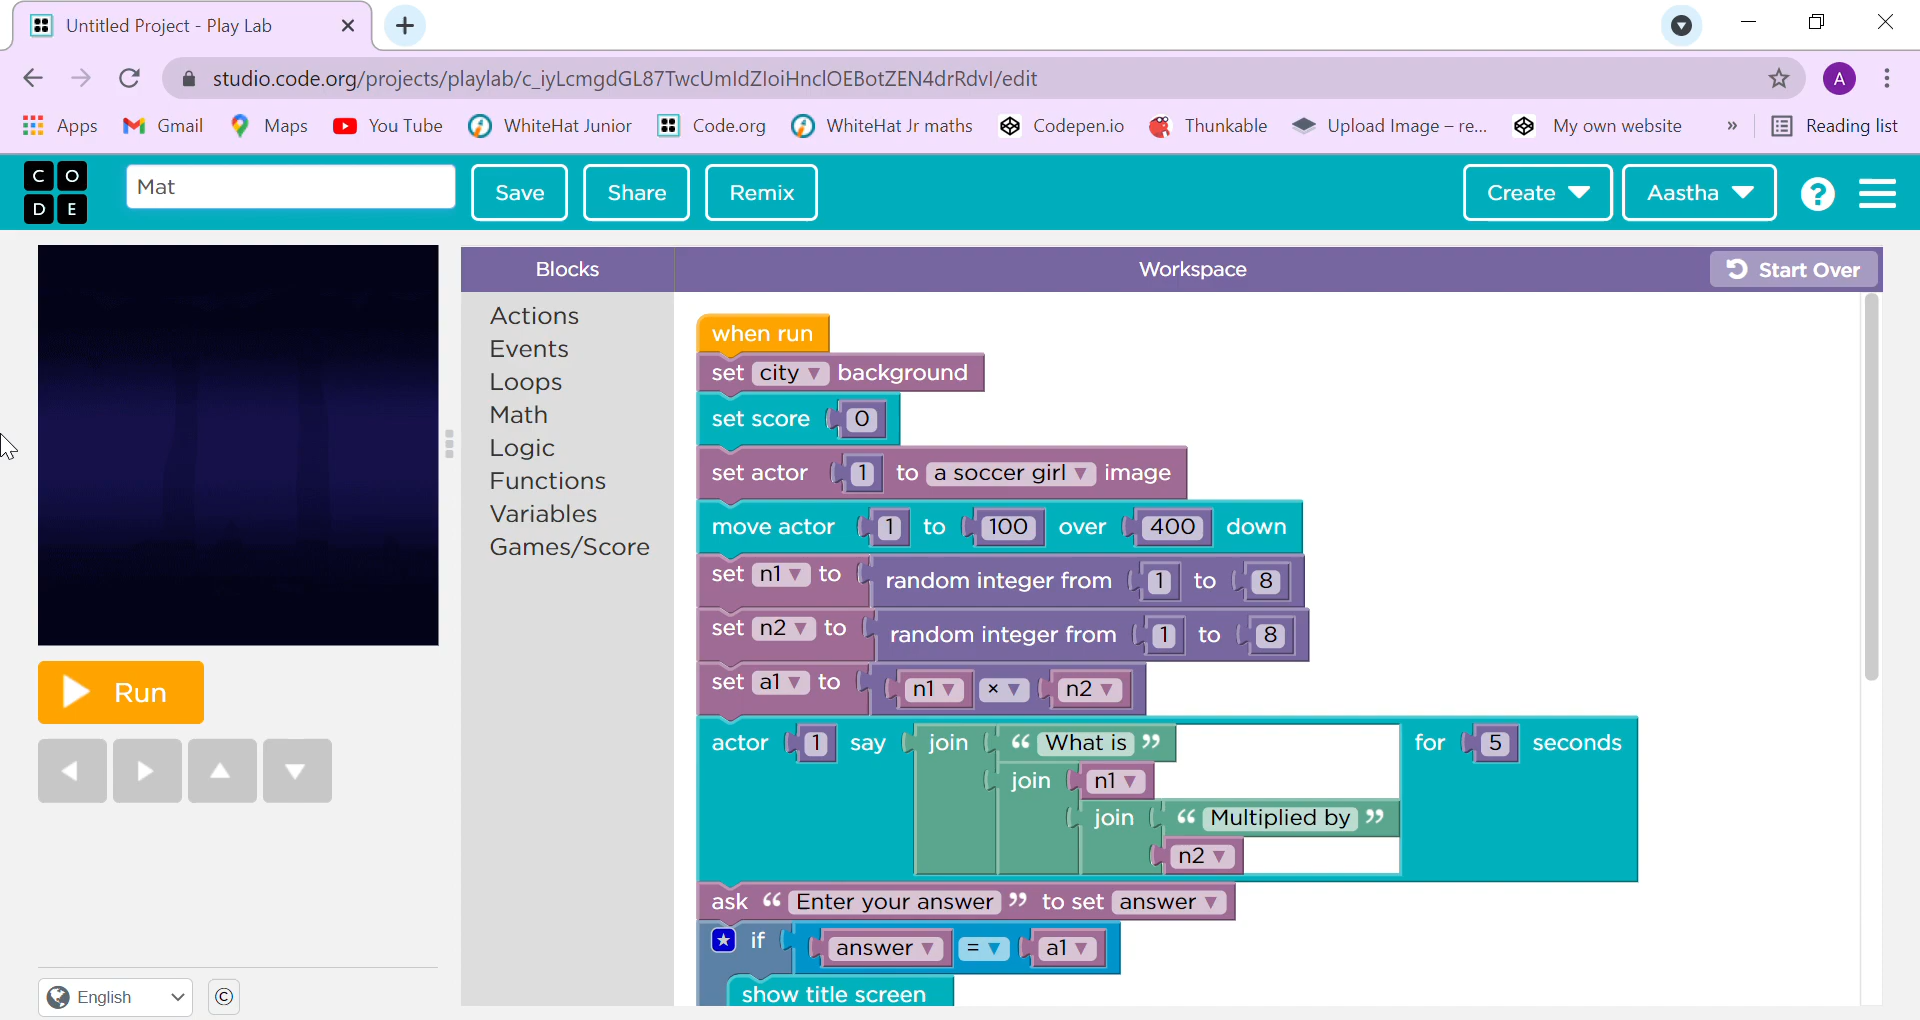 Untitled Project - Play Lab
studio.code.org/projects/playlab/c_iyLcmgdGL87TwcUmIdZIoiHnclOEBotZEN4drRdvI/edit
A
Apps Gmail Maps You Tube WhiteHat Junior Code.org WhiteHat Jr maths Codepen.io Thunkable Upload Image – re... My own website » Reading list
C O
D E
Mat
Save Share Remix Create Aastha ?
Blocks Workspace Start Over
Actions
Events
Loops
Math
Logic
Functions
Variables
Games/Score
when run
set city background
set score 0
set actor 1 to a soccer girl image
move actor 1 to 100 over 400 down
set n1 to random integer from 1 to 8
set n2 to random integer from 1 to 8
set a1 to n1 × n2
actor 1 say join “ What is ” for 5 seconds
join n1
join “ Multiplied by ”
n2
ask “ Enter your answer ” to set answer
if answer = a1
show title screen
Run
English ©